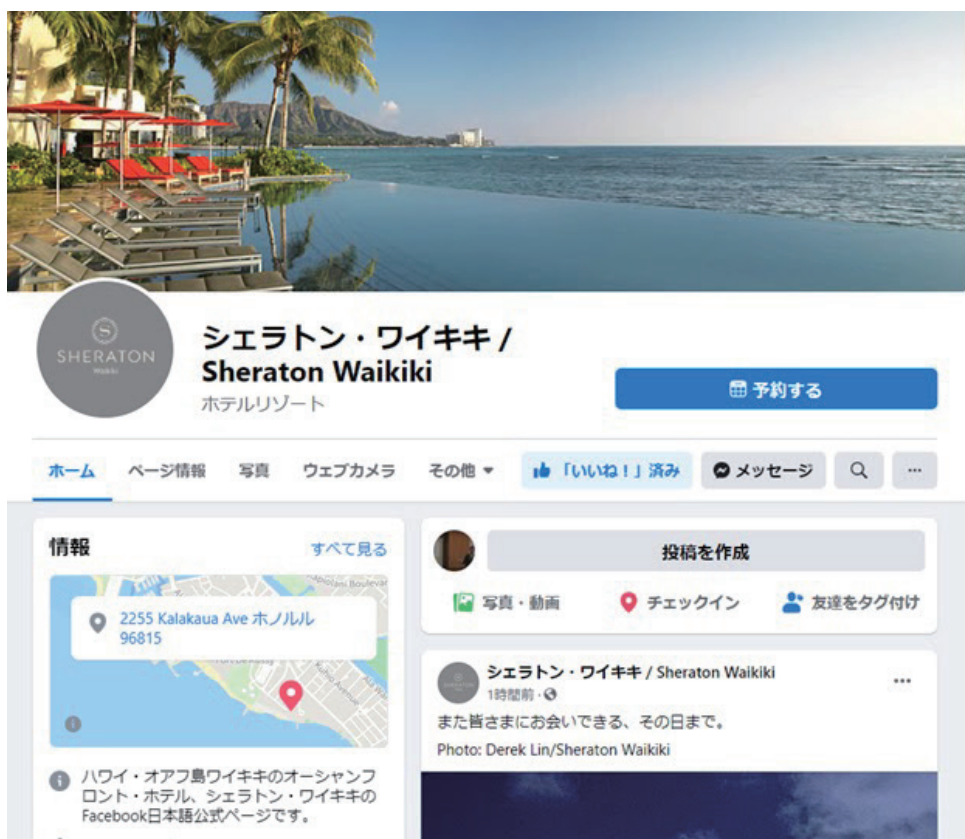 SHERATON
Waikiki
シェラトン・ワイキキ /
Sheraton Waikiki
ホテルリゾート
予約する
ホーム
ページ情報
写真
ウェブカメラ
その他
「いいね！」済み
メッセージ
情報
すべて見る
2255 Kalakaua Ave ホノルル
96815
Kuhio Avenue
ハワイ・オアフ島ワイキキのオーシャンフ
ロント・ホテル、シェラトン・ワイキキの
Facebook日本語公式ページです。
投稿を作成
写真・動画
チェックイン
友達をタグ付け
シェラトン・ワイキキ / Sheraton Waikiki
1時間前
また皆さまにお会いできる、その日まで。
Photo: Derek Lin/Sheraton Waikiki